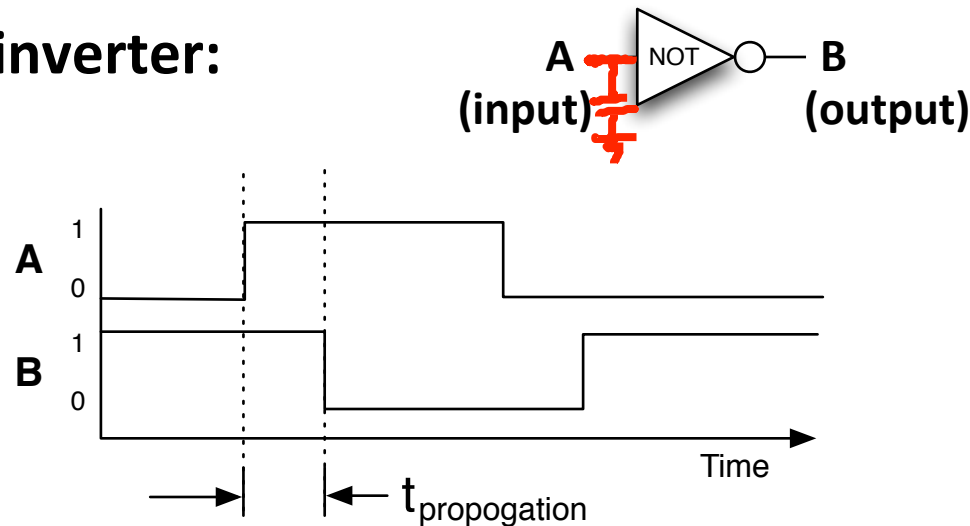 inverter:
A NOT B
(input) (output)
1
A
0
1
B
0
Time
tpropogation